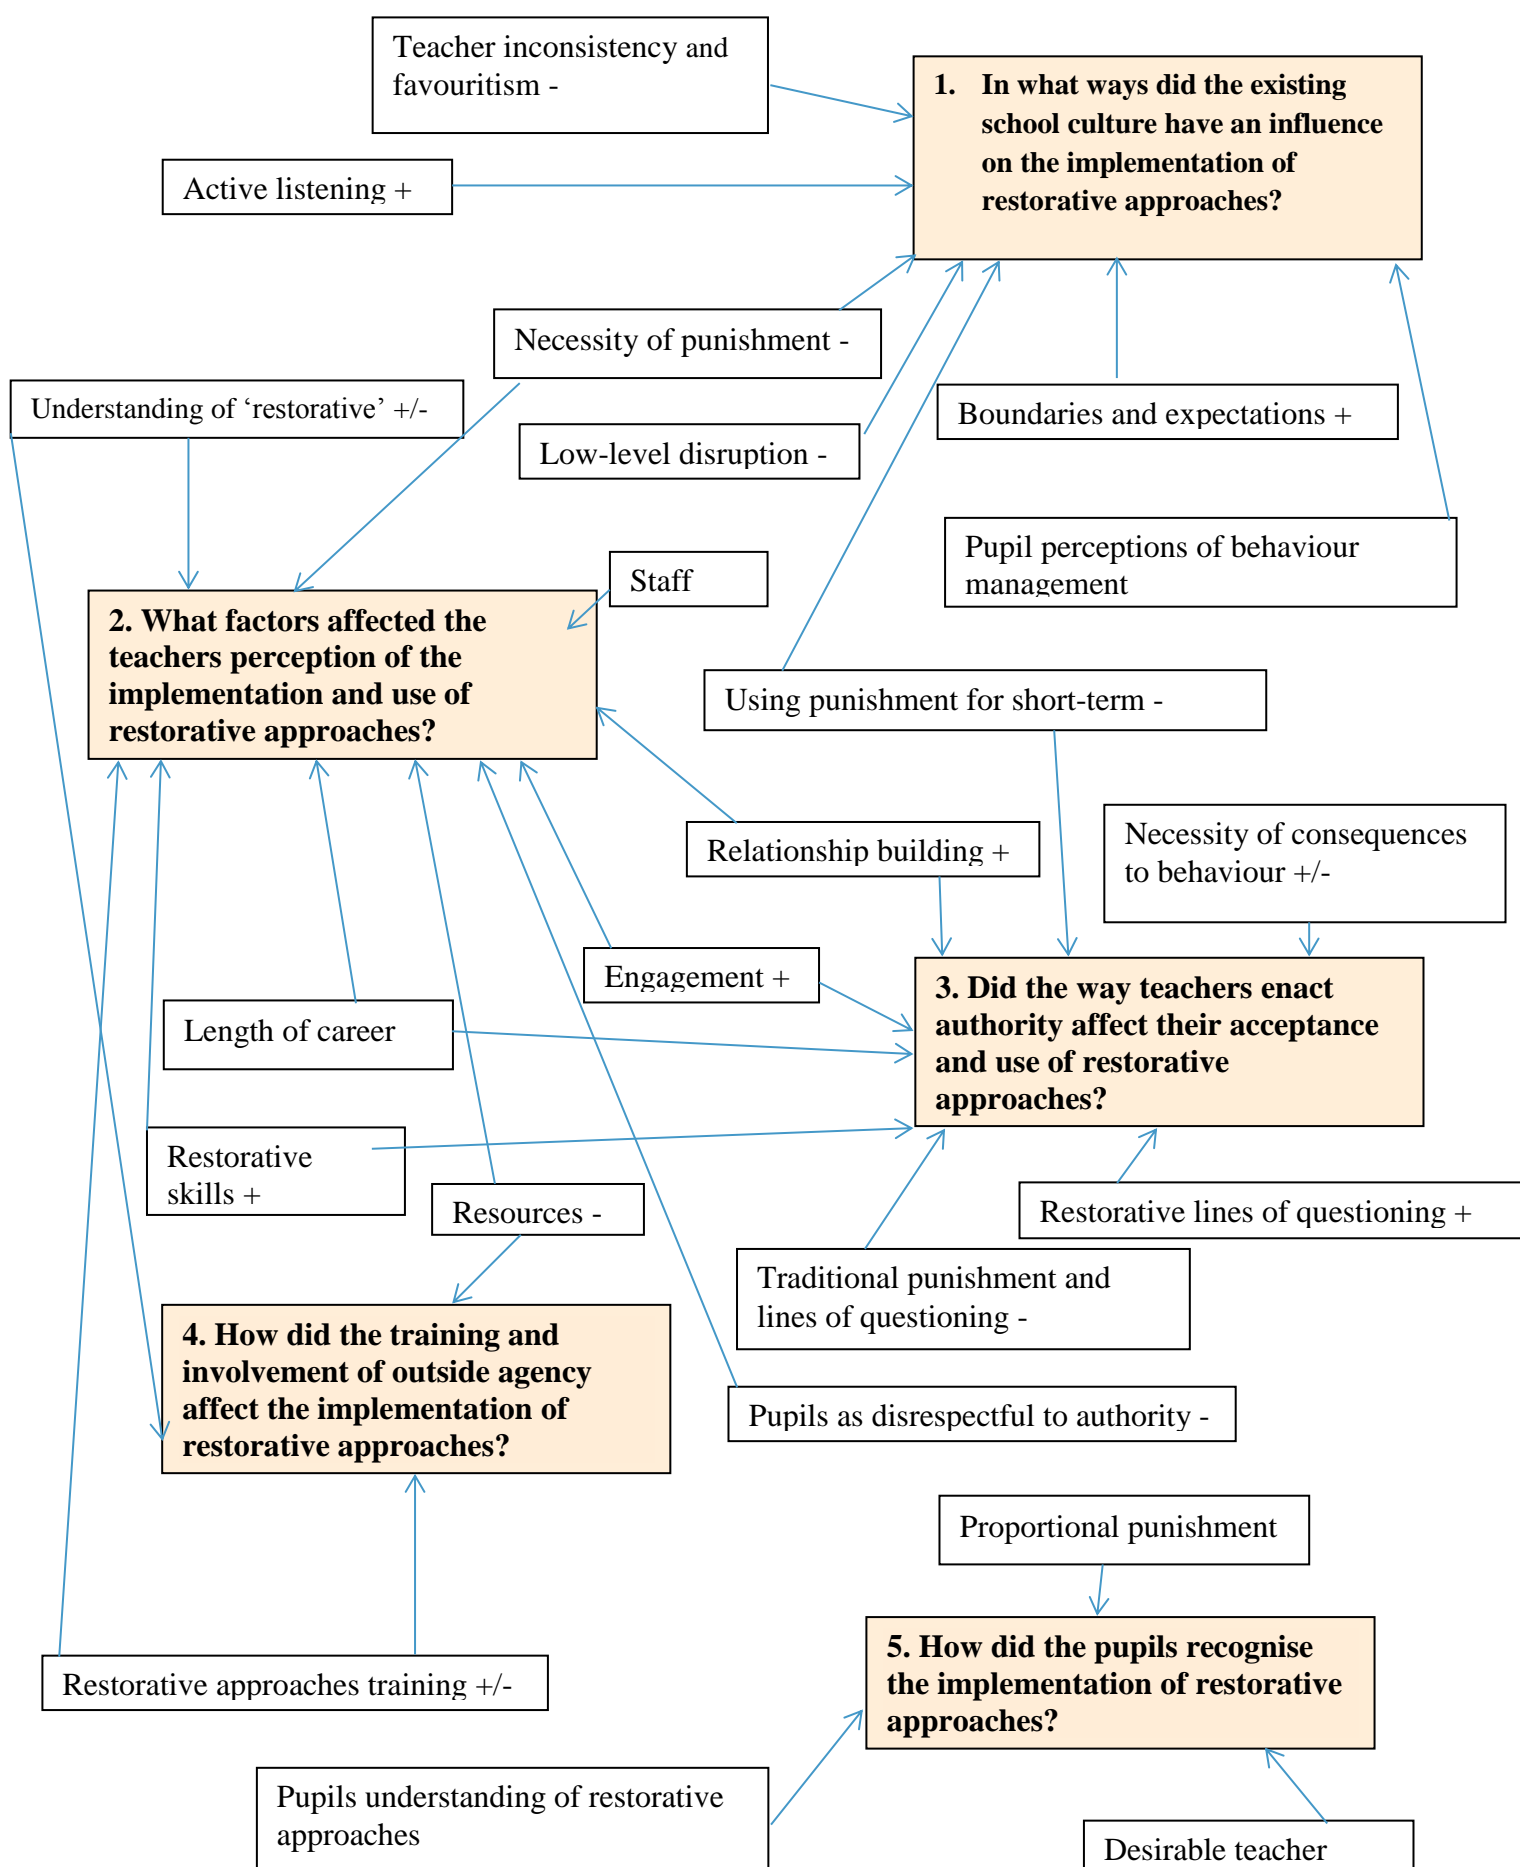 Teacher inconsistency and
favouritism -
1. In what ways did the existing
school culture have an influence
on the implementation of
restorative approaches?
Active listening +
Necessity of punishment -
Understanding of ‘restorative’ +/-
Boundaries and expectations +
Low-level disruption -
Pupil perceptions of behaviour
management
Staff
2. What factors affected the
teachers perception of the
implementation and use of
restorative approaches?
Using punishment for short-term -
Relationship building +
Necessity of consequences
to behaviour +/-
Engagement +
3. Did the way teachers enact
authority affect their acceptance
and use of restorative
approaches?
Length of career
Restorative
skills +
Resources -
Restorative lines of questioning +
Traditional punishment and
lines of questioning -
4. How did the training and
involvement of outside agency
affect the implementation of
restorative approaches?
Pupils as disrespectful to authority -
Proportional punishment
5. How did the pupils recognise
the implementation of restorative
approaches?
Restorative approaches training +/-
Pupils understanding of restorative
approaches
Desirable teacher